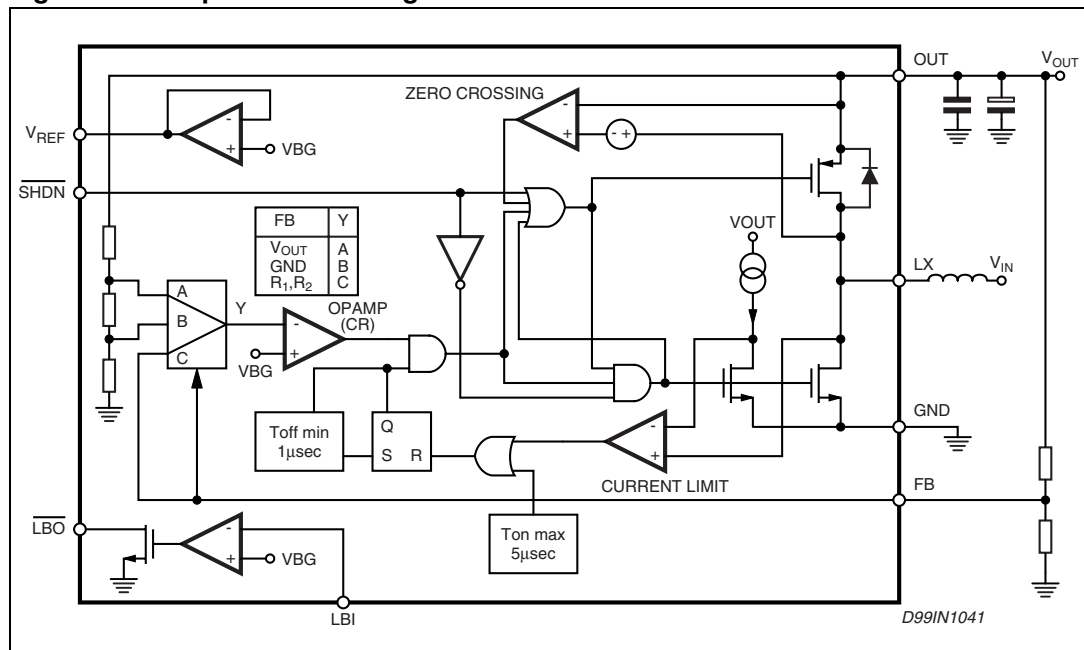 OUT
VOUT
ZERO CROSSING
-
+
- +
VREF
-
+
VBG
SHDN
FB Y
VOUT A
GND B
R1,R2 C
VOUT
LX
VIN
A
B
C
Y
OPAMP
(CR)
-
+
VBG
Toff min
1μsec
Q
S R
-
+
CURRENT LIMIT
GND
FB
Ton max
5μsec
LBO
-
+
VBG
LBI
D99IN1041